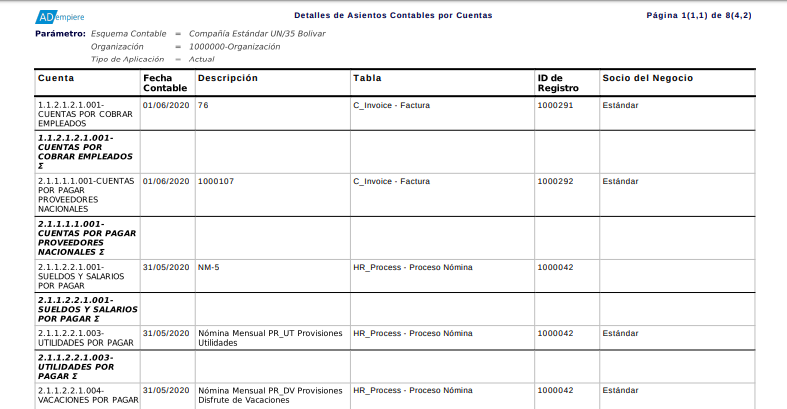 ADempiere
Detalles de Asientos Contables por Cuentas
Página 1(1,1) de 8(4,2)
Parámetro: Esquema Contable = Compañía Estándar UN/35 Bolivar
Organización = 1000000-Organización
Tipo de Aplicación = Actual
Cuenta Fecha Contable Descripción Tabla ID de Registro Socio del Negocio
1.1.2.1.2.1.001- 01/06/2020 76 C_Invoice - Factura 1000291 Estándar
CUENTAS POR COBRAR
EMPLEADOS
1.1.2.1.2.1.001-
CUENTAS POR
COBRAR EMPLEADOS
Σ
2.1.1.1.1.001-CUENTAS 01/06/2020 1000107 C_Invoice - Factura 1000292 Estándar
POR PAGAR
PROVEEDORES
NACIONALES
2.1.1.1.1.001-
CUENTAS POR PAGAR
PROVEEDORES
NACIONALES Σ
2.1.1.2.2.1.001- 31/05/2020 NM-5 HR_Process - Proceso Nómina 1000042 Estándar
SUELDOS Y SALARIOS
POR PAGAR
2.1.1.2.2.1.001-
SUELDOS Y SALARIOS
POR PAGAR Σ
2.1.1.2.2.1.003- 31/05/2020 Nómina Mensual PR_UT Provisiones HR_Process - Proceso Nómina 1000042 Estándar
UTILIDADES POR PAGAR Utilidades
2.1.1.2.2.1.003-
UTILIDADES POR
PAGAR Σ
2.1.1.2.2.1.004- 31/05/2020 Nómina Mensual PR_DV Provisiones HR_Process - Proceso Nómina 1000042 Estándar
VACACIONES POR PAGAR Disfrute de Vacaciones